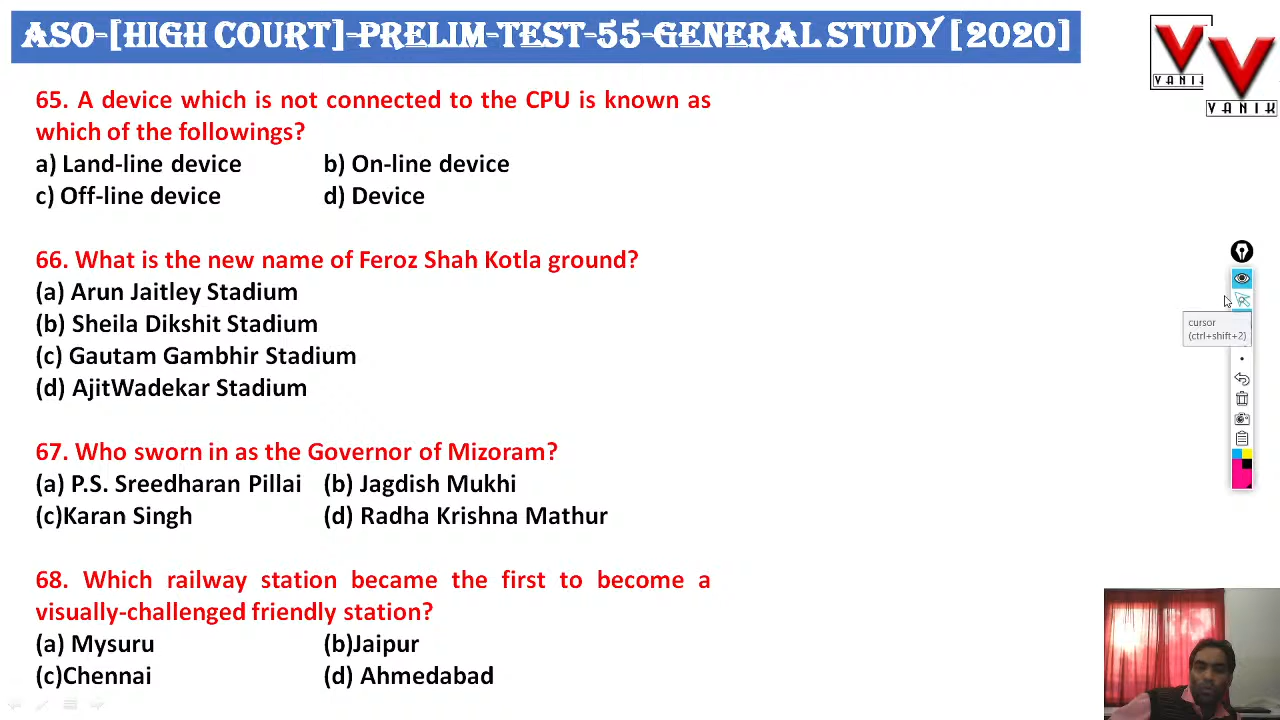 ASO-[HIGH COURT]-PRELIM-TEST-55-GENERAL STUDY [2020]
VANIK
VANIK
65. A device which is not connected to the CPU is known as
which of the followings?
a) Land-line device b) On-line device
c) Off-line device d) Device
66. What is the new name of Feroz Shah Kotla ground?
(a) Arun Jaitley Stadium
(b) Sheila Dikshit Stadium
(c) Gautam Gambhir Stadium
(d) AjitWadekar Stadium
cursor
(ctrl+shift+2)
67. Who sworn in as the Governor of Mizoram?
(a) P.S. Sreedharan Pillai (b) Jagdish Mukhi
(c)Karan Singh (d) Radha Krishna Mathur
68. Which railway station became the first to become a
visually-challenged friendly station?
(a) Mysuru (b)Jaipur
(c)Chennai (d) Ahmedabad